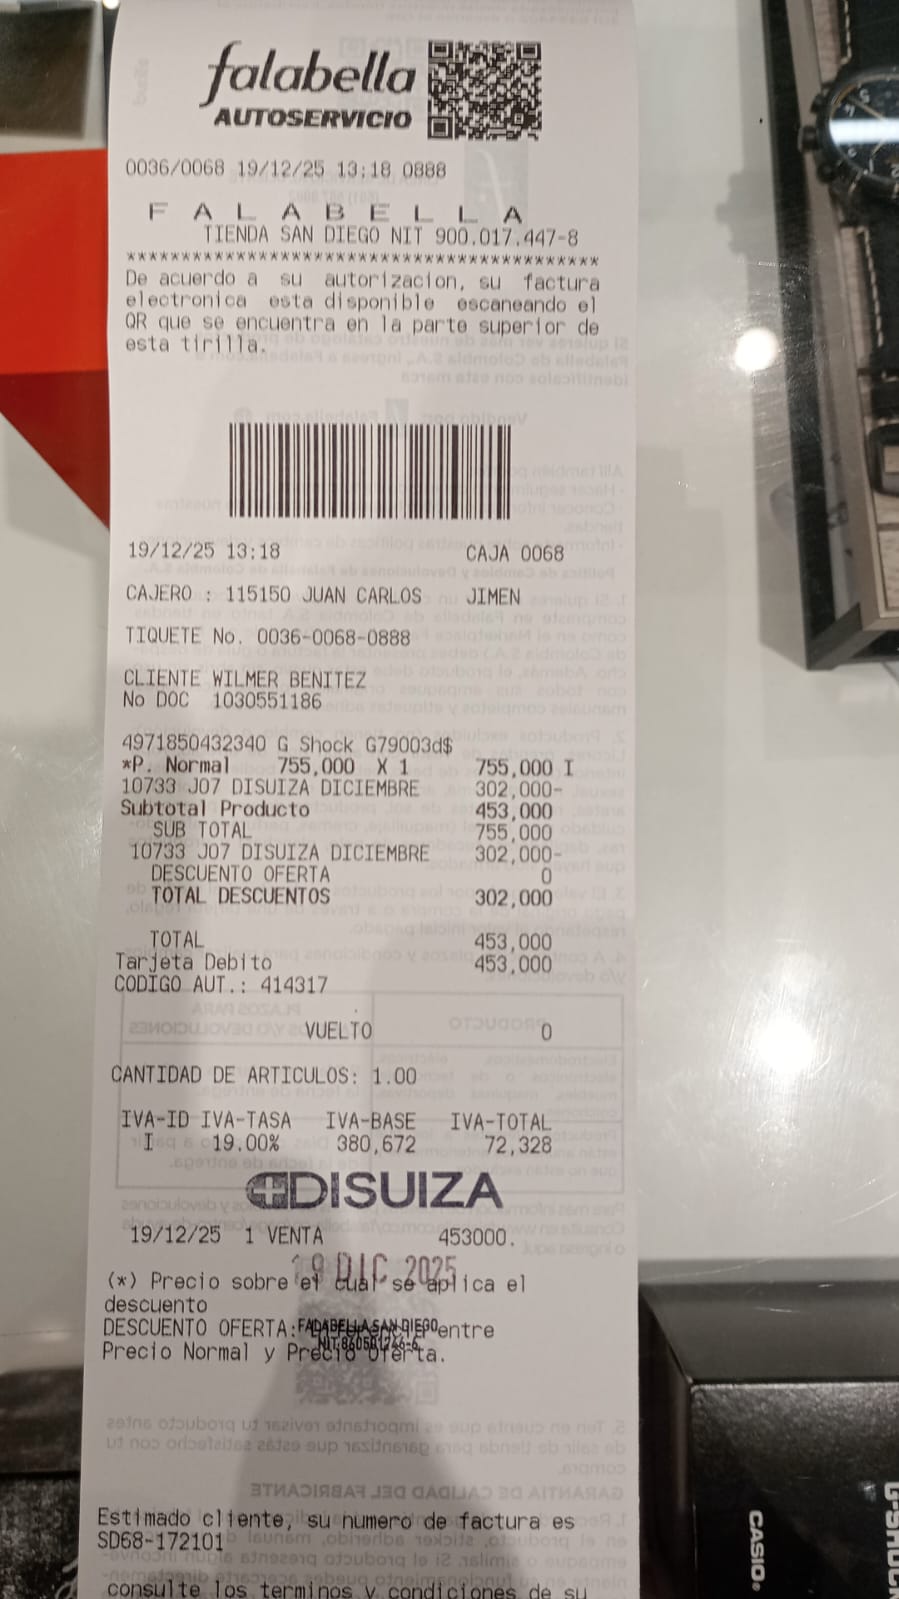 falabella
AUTOSERVICIO
0036/0068 19/12/25 13:18 0888
F A L A B E L L A
TIENDA SAN DIEGO NIT 900.017.447-8
******************************************
De acuerdo a su autorizacion, su factura
electronica esta disponible escaneando el
QR que se encuentra en la parte superior de
esta tirilla.
19/12/25 13:18 CAJA 0068
CAJERO : 115150 JUAN CARLOS JIMEN
TIQUETE No. 0036-0068-0888
CLIENTE WILMER BENITEZ
No DOC 1030551186
4971850432340 G Shock G79003d$
*P. Normal 755,000 X 1 755,000 I
10733 J07 DISUIZA DICIEMBRE 302,000-
Subtotal Producto 453,000
SUB TOTAL 755,000
10733 J07 DISUIZA DICIEMBRE 302,000-
DESCUENTO OFERTA 0
TOTAL DESCUENTOS 302,000
TOTAL 453,000
Tarjeta Debito 453,000
CODIGO AUT.: 414317
VUELTO 0
CANTIDAD DE ARTICULOS: 1.00
IVA-ID IVA-TASA IVA-BASE IVA-TOTAL
I 19.00% 380,672 72,328
DISUIZA
19/12/25 1 VENTA 453000.
19 DIC 2025
(*) Precio sobre el cual se aplica el
descuento
DESCUENTO OFERTA: entre
FALABELLA SAN DIEGO
Precio Normal y Precio Oferta.
Estimado cliente, su numero de factura es
SD68-172101
consulte los terminos y condiciones de su
CASIO
G-SHOCK